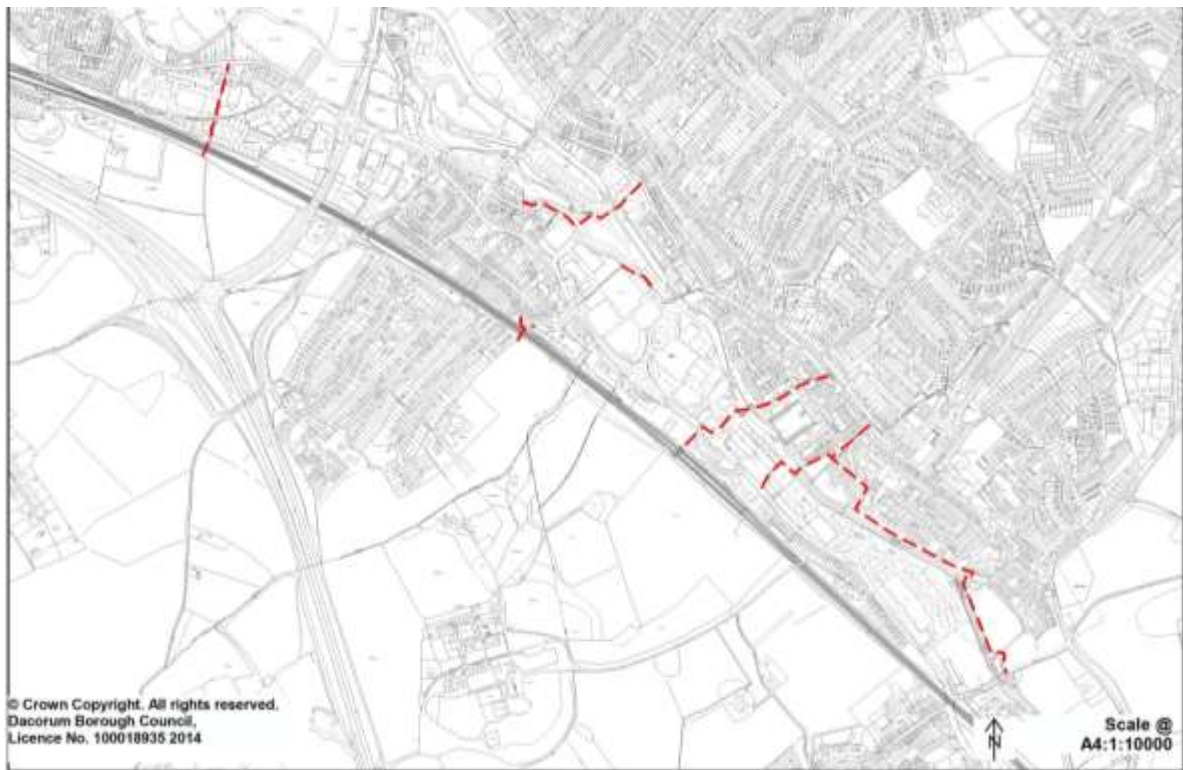 © Crown Copyright. All rights reserved.
Dacorum Borough Council,
Licence No. 100018935 2014
N
Scale @
A4:1:10000